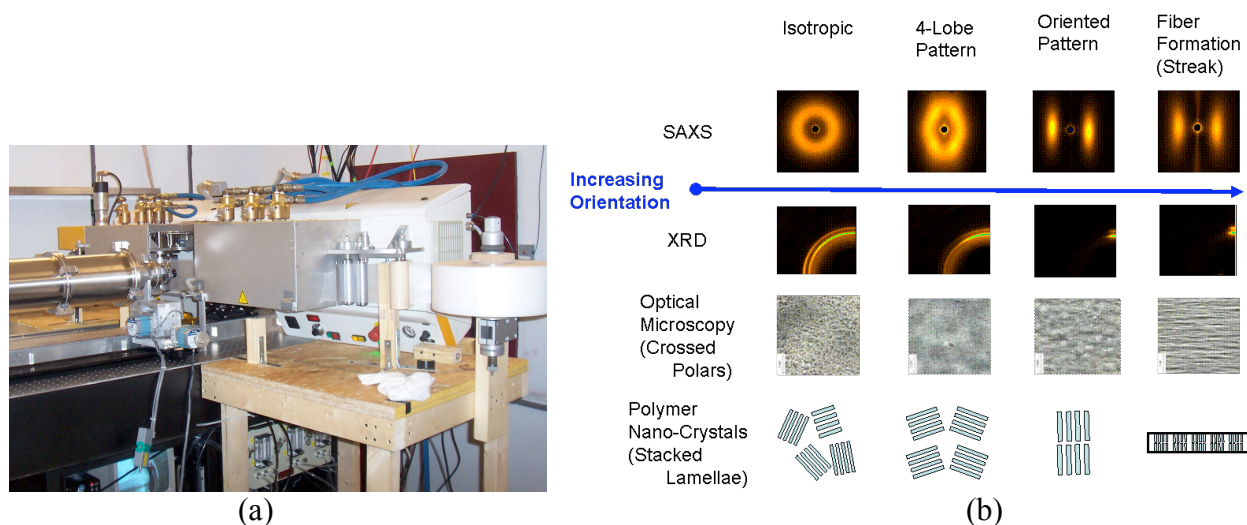 Isotropic
4-Lobe
Pattern
Oriented
Pattern
Fiber
Formation
(Streak)
SAXS
Increasing
Orientation
XRD
Optical
Microscopy
(Crossed
Polars)
Polymer
Nano-Crystals
(Stacked
Lamellae)
(a)
(b)